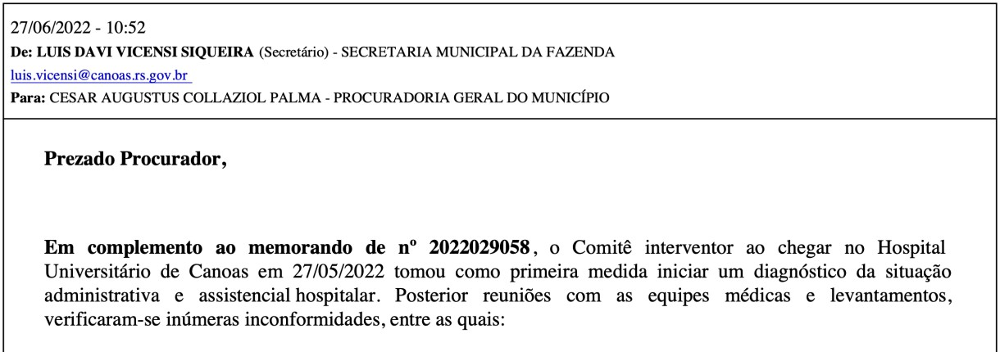 27/06/2022 - 10:52
De: LUIS DAVI VICENSI SIQUEIRA (Secretário) - SECRETARIA MUNICIPAL DA FAZENDA
luis.vicensi@canoas.rs.gov.br
Para: CESAR AUGUSTUS COLLAZIOL PALMA - PROCURADORIA GERAL DO MUNICÍPIO
Prezado Procurador,
Em complemento ao memorando de nº 2022029058, o Comitê interventor ao chegar no Hospital
Universitário de Canoas em 27/05/2022 tomou como primeira medida iniciar um diagnóstico da situação
administrativa e assistencial hospitalar. Posterior reuniões com as equipes médicas e levantamentos,
verificaram-se inúmeras inconformidades, entre as quais: